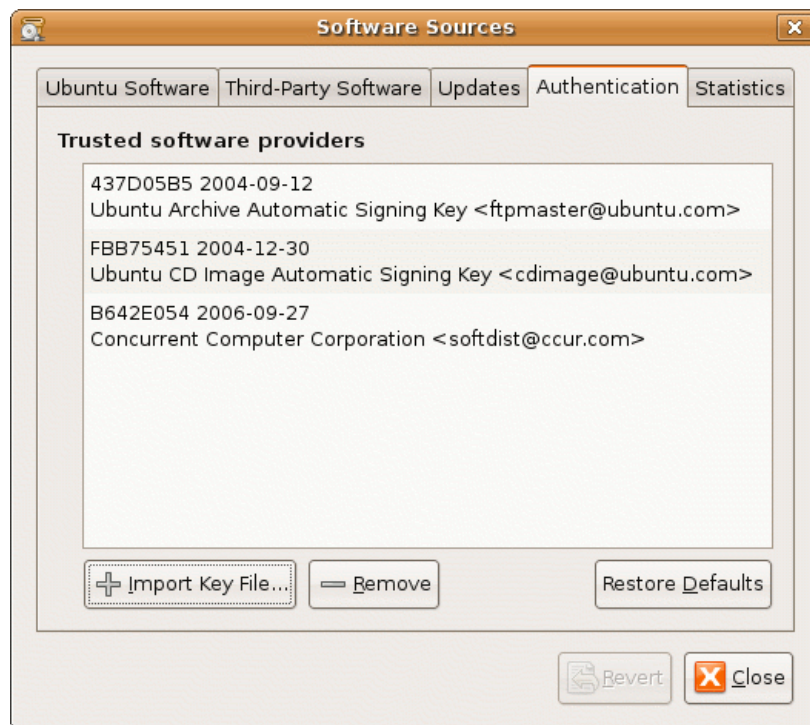 Software Sources
Ubuntu Software
Third-Party Software
Updates
Authentication
Statistics
Trusted software providers
437D05B5 2004-09-12
Ubuntu Archive Automatic Signing Key <ftpmaster@ubuntu.com>
FBB75451 2004-12-30
Ubuntu CD Image Automatic Signing Key <cdimage@ubuntu.com>
B642E054 2006-09-27
Concurrent Computer Corporation <softdist@ccur.com>
Import Key File...
Remove
Restore Defaults
Revert
Close